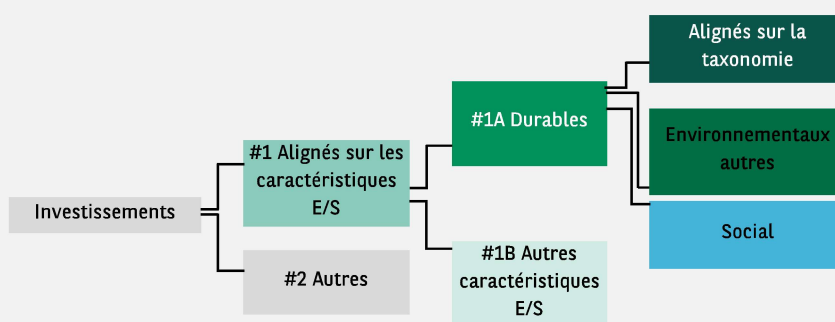 Investissements
#1 Alignés sur les
caractéristiques
E/S
#2 Autres
#1A Durables
#1B Autres
caractéristiques
E/S
Alignés sur la
taxonomie
Environnementaux
autres
Social